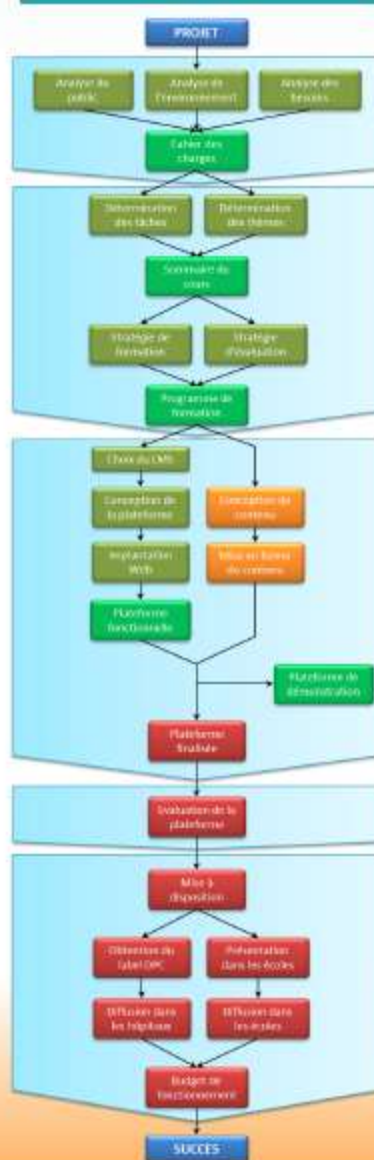 PROJET
Analyse du
public
Analyse de
l'environnement
Analyse des
besoins
Cahier des
charges
Détermination
des tâches
Détermination
des thèmes
Sommaire du
cours
Stratégie de
formation
Stratégie
d'évaluation
Programme de
formation
Choix du CMS
Conception de
la plateforme
Implantation
Web
Plateforme
fonctionnelle
Conception de
contenu
Mise en forme
de contenu
Plateforme de
démonstration
Plateforme
finalisée
Evaluation de la
plateforme
Mise à
disposition
Obtention du
label DPC
Présentation
dans les écoles
Diffusion dans
les hôpitaux
Diffusion dans
les écoles
Budget de
fonctionnement
SUCCÈS